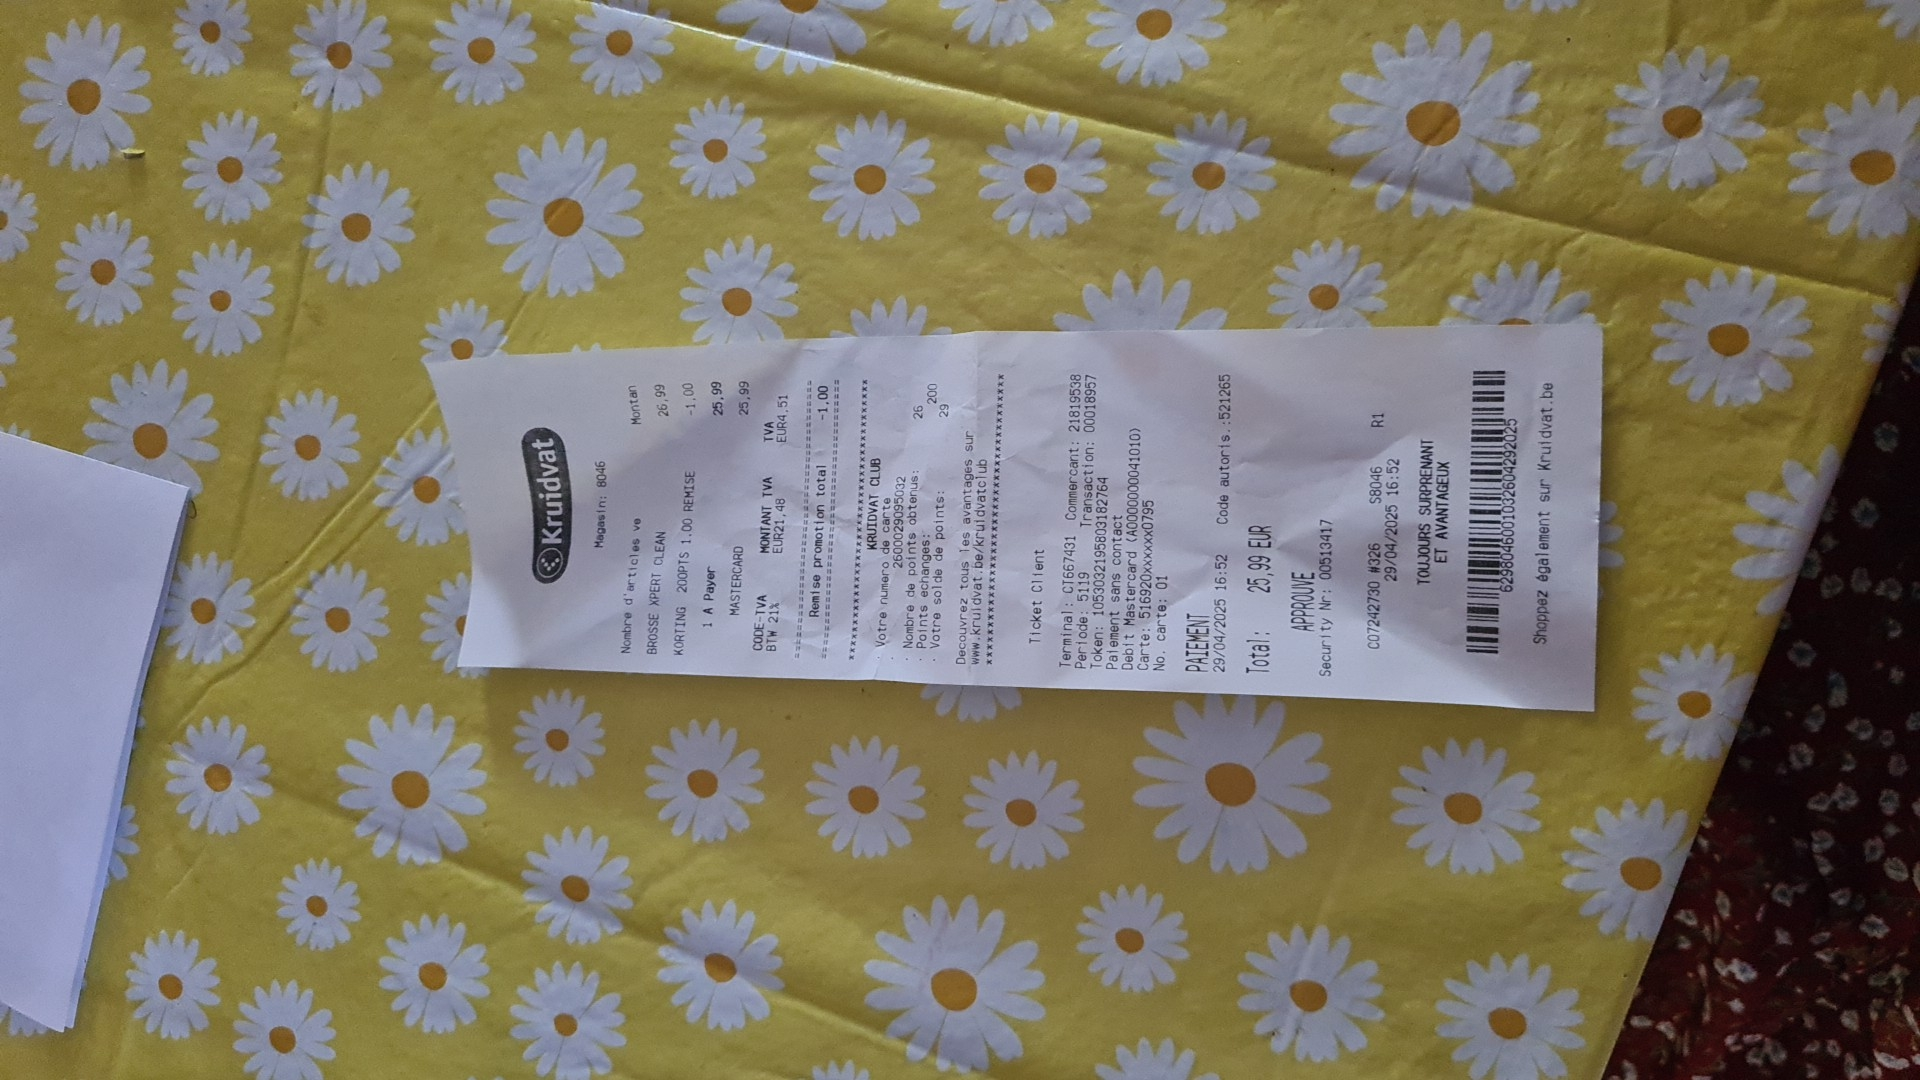 Kruidvat
Magasin: 8046
Nombre d'articles ve Montan
BROSSE XPERT CLEAN 26,99
KORTING 200PTS 1.00 REMISE -1,00
1 A Payer 25,99
MASTERCARD 25,99
CODE-TVA MONTANT TVA TVA
BTW 21% EUR21,48 EUR4,51
Remise promotion total -1,00
KRUIDVAT CLUB
· Votre numero de carte
2600029095032
· Nombre de points obtenus: 26
· Points echanges: 200
· Votre solde de points: 29
Decouvrez tous les avantages sur
www.kruidvat.be/kruidvatclub
Ticket Client
Terminal: CT667431 Commercant: 21819538
Periode: 5119 Transaction: 00018957
Token: 1053032195803182764
Paiement sans contact
Debit Mastercard (A0000000041010)
Carte: 516920xxxxxx0795
No. carte: 01
PAIEMENT
29/04/2025 16:52 Code autoris.:521265
Total: 25,99 EUR
APPROUVE
Security Nr: 00513417
C07242730 #326 S8046 R1
29/04/2025 16:52
TOUJOURS SURPRENANT
ET AVANTAGEUX
6298046001032604292025
Shoppez également sur Kruidvat.be